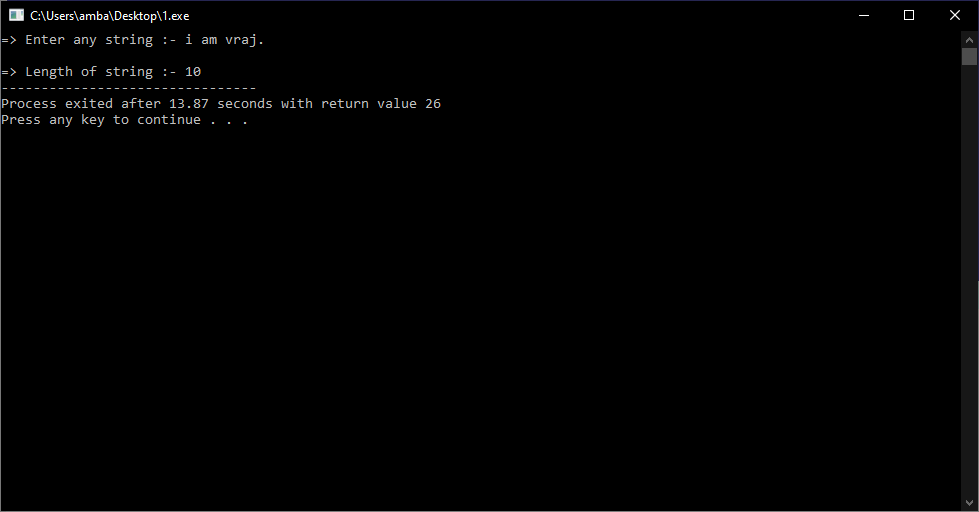 C:\Users\amba\Desktop\1.exe
=> Enter any string :- i am vraj.
=> Length of string :- 10
--------------------------------
Process exited after 13.87 seconds with return value 26
Press any key to continue . . .